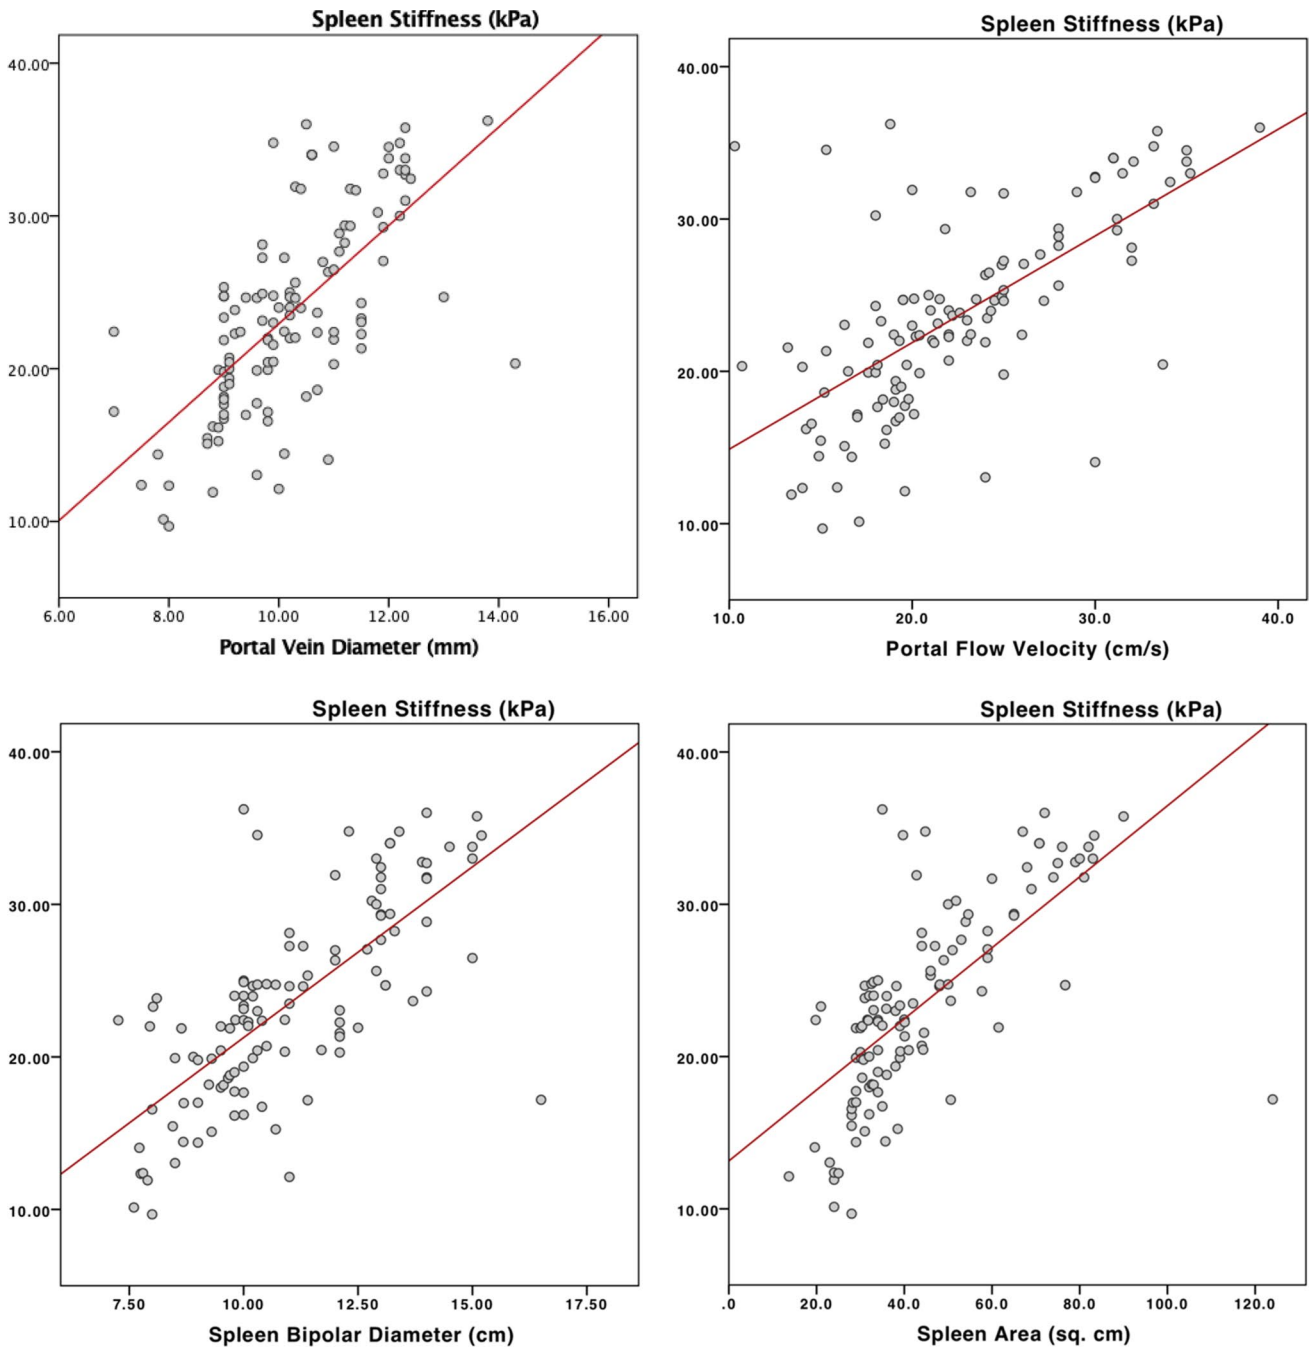 Spleen Stiffness (kPa)
40.00
30.00
20.00
10.00
6.00 8.00 10.00 12.00 14.00 16.00
Portal Vein Diameter (mm)
Spleen Stiffness (kPa)
40.00
30.00
20.00
10.00
10.0 20.0 30.0 40.0
Portal Flow Velocity (cm/s)
Spleen Stiffness (kPa)
40.00
30.00
20.00
10.00
7.50 10.00 12.50 15.00 17.50
Spleen Bipolar Diameter (cm)
Spleen Stiffness (kPa)
40.00
30.00
20.00
10.00
.0 20.0 40.0 60.0 80.0 100.0 120.0
Spleen Area (sq. cm)